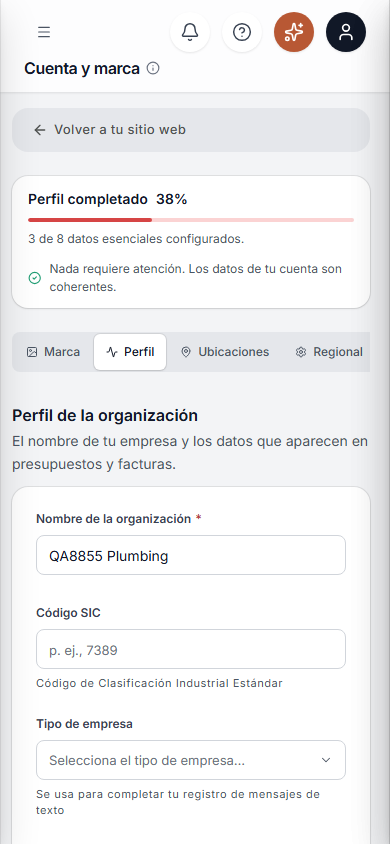 Cuenta y marca
Volver a tu sitio web
Perfil completado 38%
3 de 8 datos esenciales configurados.
Nada requiere atención. Los datos de tu cuenta son
coherentes.
Marca
Perfil
Ubicaciones
Regional
Perfil de la organización
El nombre de tu empresa y los datos que aparecen en
presupuestos y facturas.
Nombre de la organización *
QA8855 Plumbing
Código SIC
p. ej., 7389
Código de Clasificación Industrial Estándar
Tipo de empresa
Selecciona el tipo de empresa...
Se usa para completar tu registro de mensajes de
texto